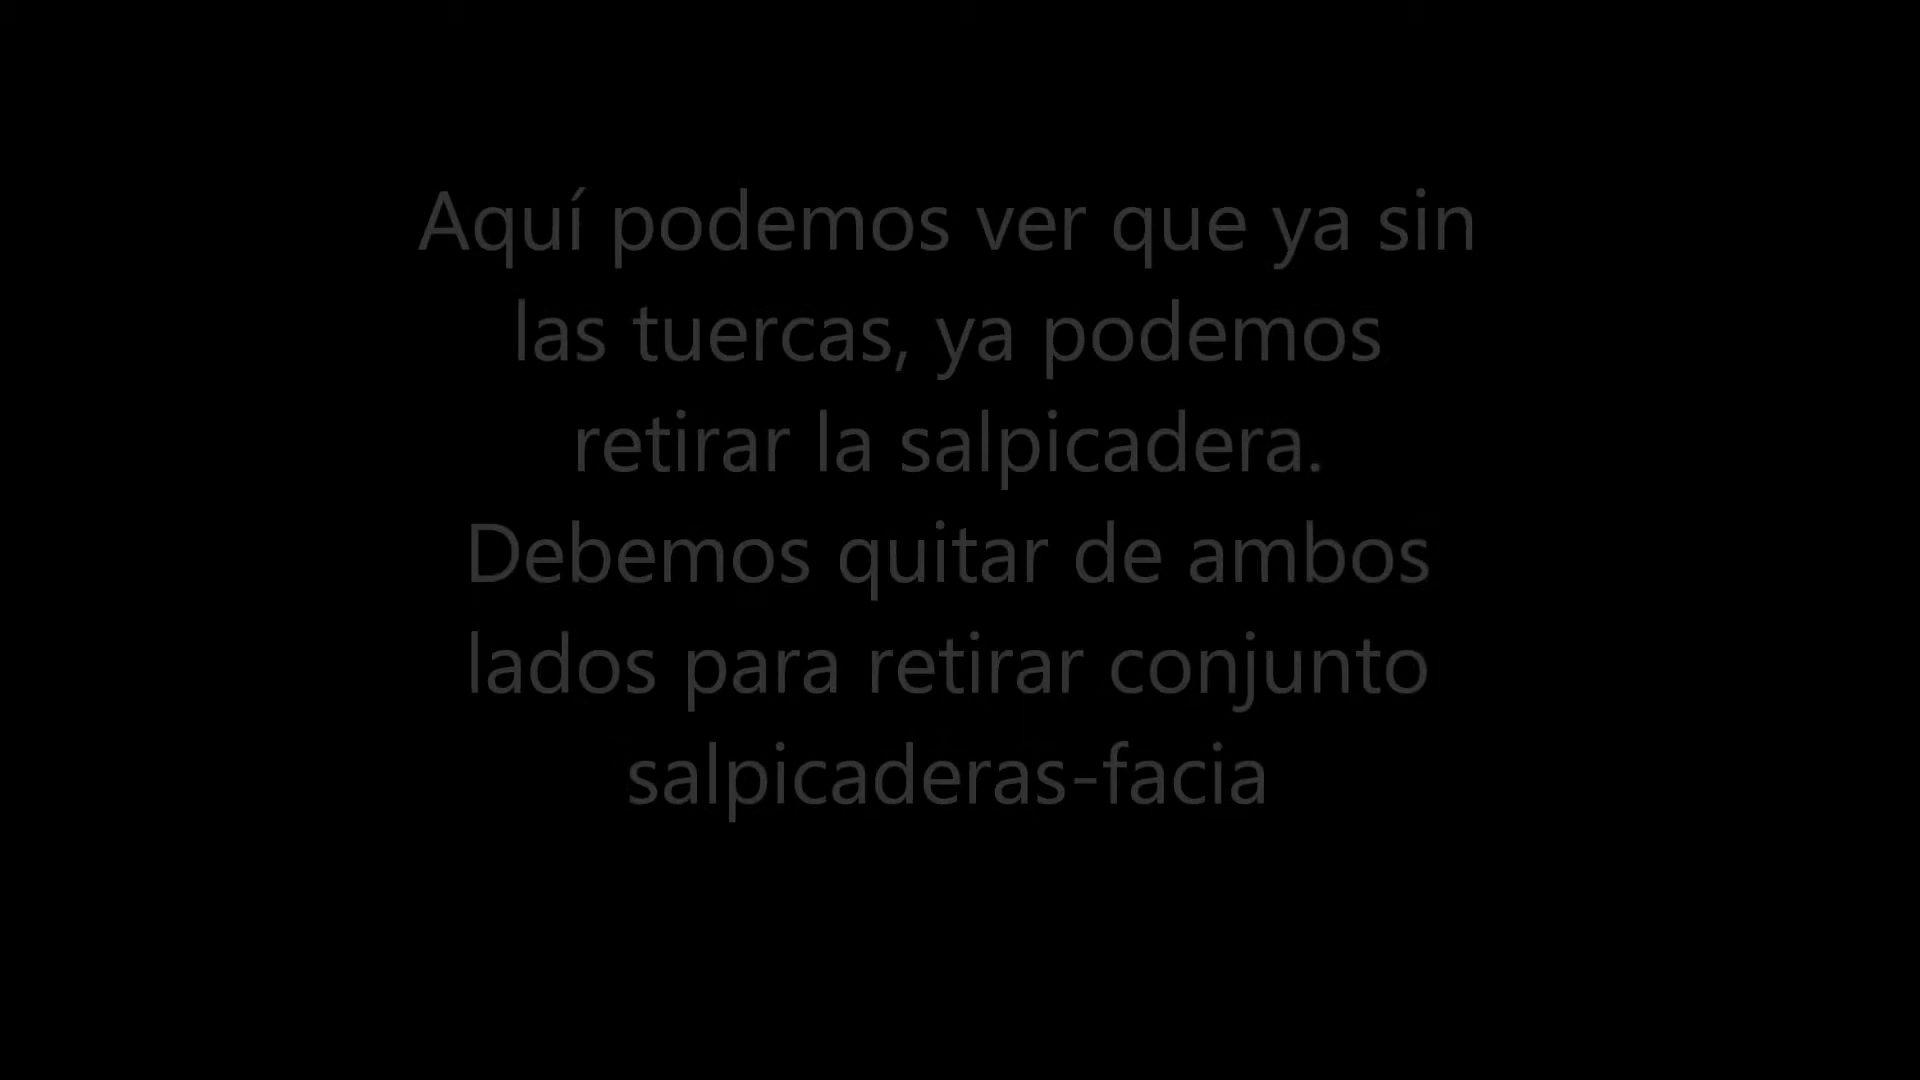 Aquí podemos ver que ya sin
las tuercas, ya podemos
retirar la salpicadera.
Debemos quitar de ambos
lados para retirar conjunto
salpicaderas-facia